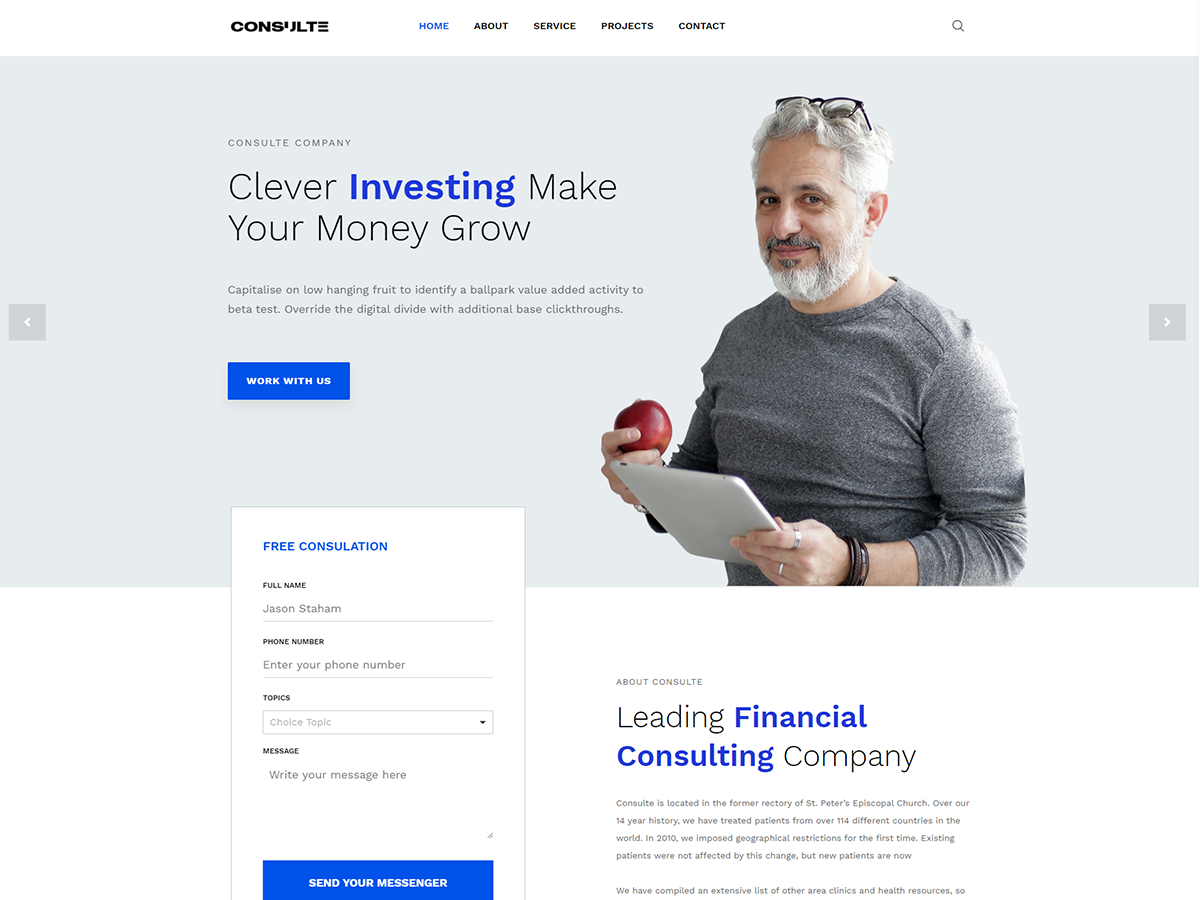 CONSULTE
HOME ABOUT SERVICE PROJECTS CONTACT
CONSULTE COMPANY
Clever Investing Make
Your Money Grow
Capitalise on low hanging fruit to identify a ballpark value added activity to
beta test. Override the digital divide with additional base clickthroughs.
WORK WITH US
FREE CONSULATION
FULL NAME
Jason Staham
PHONE NUMBER
Enter your phone number
TOPICS
Choice Topic
MESSAGE
Write your message here
SEND YOUR MESSENGER
ABOUT CONSULTE
Leading Financial
Consulting Company
Consulte is located in the former rectory of St. Peter’s Episcopal Church. Over our
14 year history, we have treated patients from over 114 different countries in the
world. In 2010, we imposed geographical restrictions for the first time. Existing
patients were not affected by this change, but new patients are now
We have compiled an extensive list of other area clinics and health resources, so